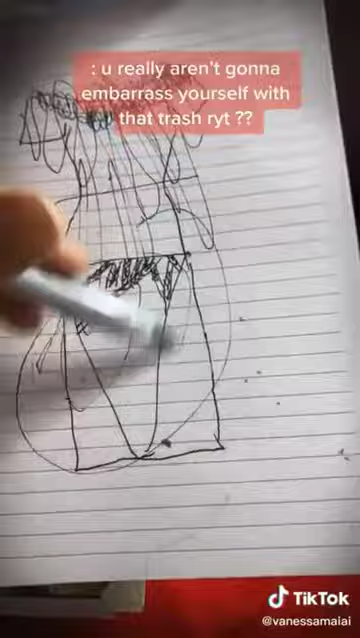 : u really aren't gonna
embarrass yourself with
that trash ryt ??
TikTok
@vanessamaiai